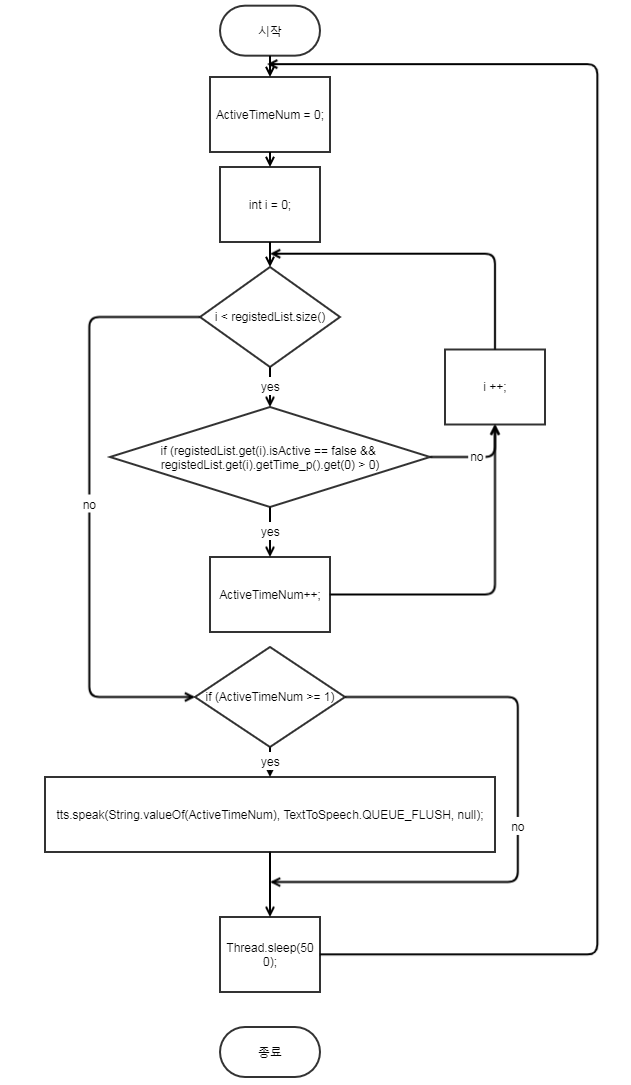 시작
ActiveTimeNum = 0;
int i = 0;
i < registedList.size()
yes
i ++;
if (registedList.get(i).isActive == false &&
registedList.get(i).getTime_p().get(0) > 0)
no
no
yes
ActiveTimeNum++;
if (ActiveTimeNum >= 1)
yes
tts.speak(String.valueOf(ActiveTimeNum), TextToSpeech.QUEUE_FLUSH, null);
no
Thread.sleep(50
0);
종료